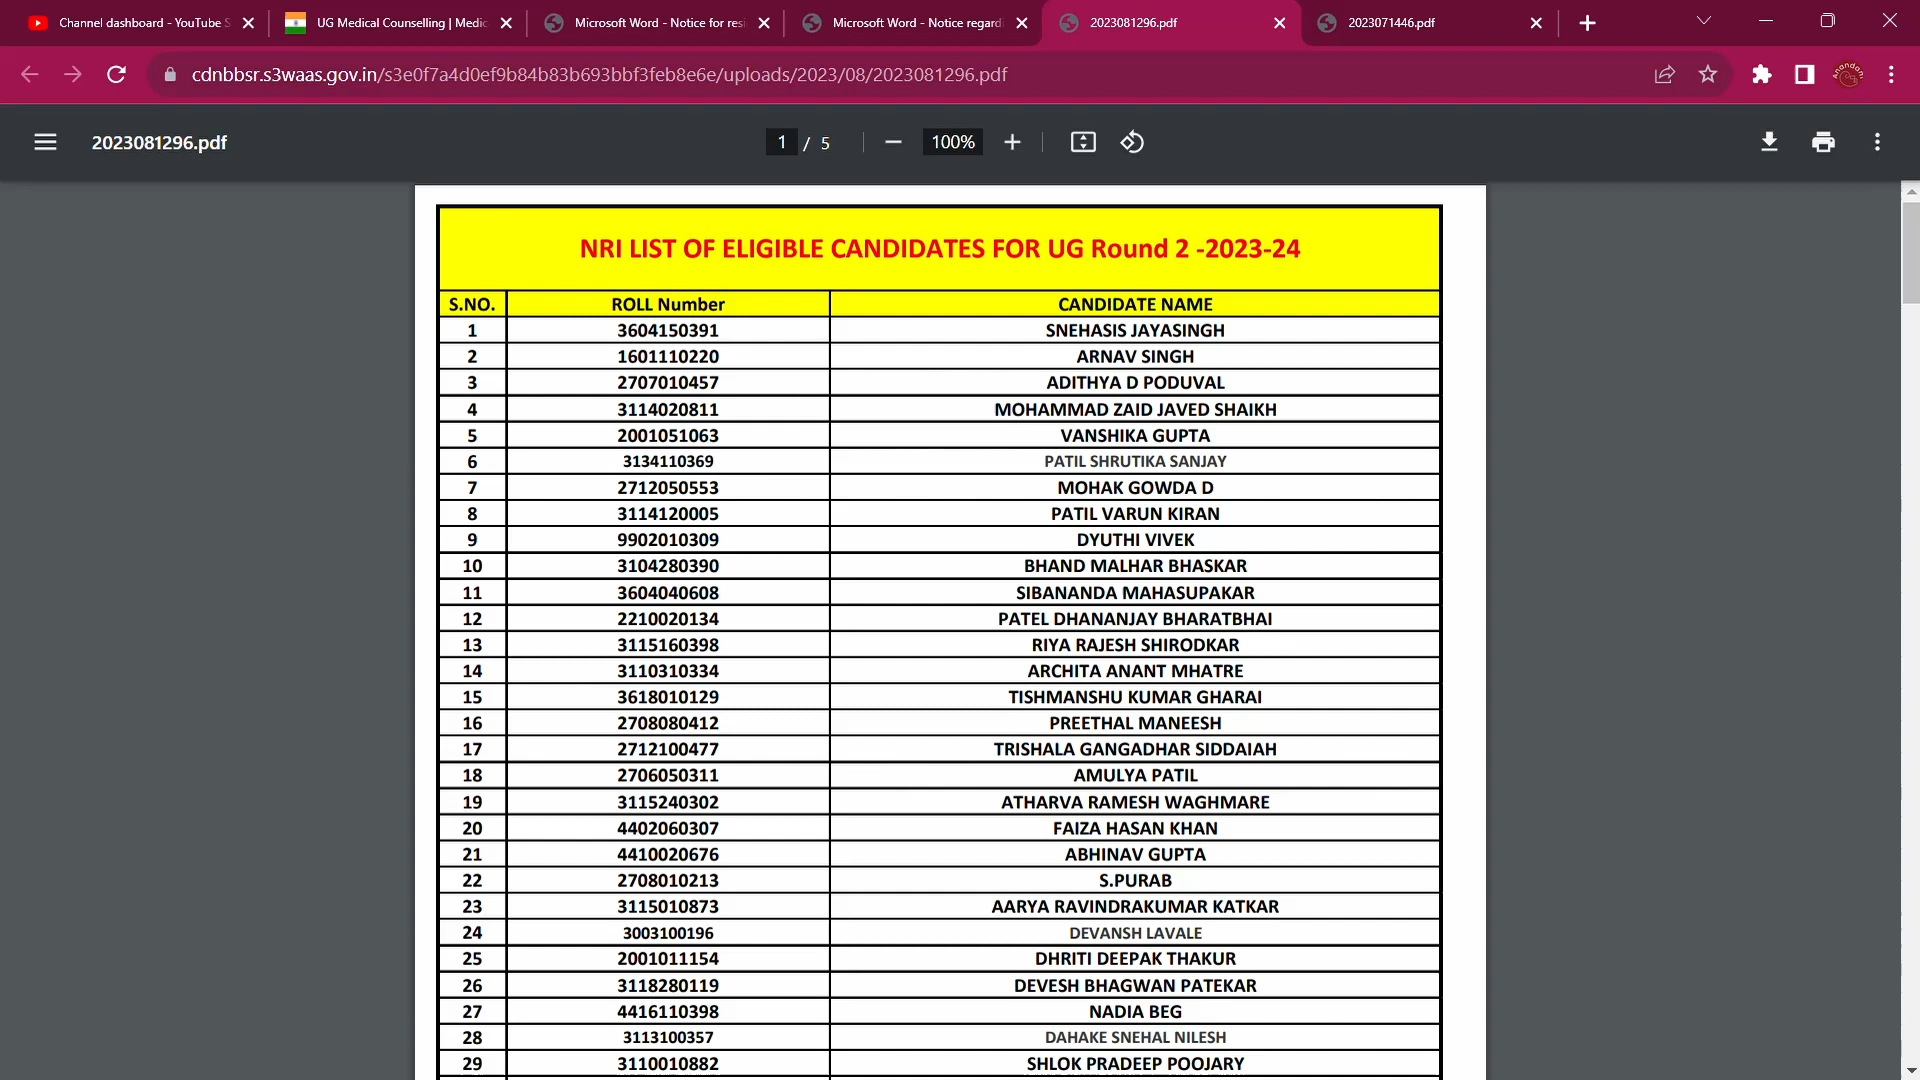 Channel dashboard - YouTube S
UG Medical Counselling | Medic
Microsoft Word - Notice for resi
Microsoft Word - Notice regardi
2023081296.pdf
2023071446.pdf
cdnbbsr.s3waas.gov.in/s3e0f7a4d0ef9b84b83b693bbf3feb8e6e/uploads/2023/08/2023081296.pdf
2023081296.pdf
1 / 5
100%
NRI LIST OF ELIGIBLE CANDIDATES FOR UG Round 2 -2023-24
S.NO. ROLL Number CANDIDATE NAME
1 3604150391 SNEHASIS JAYASINGH
2 1601110220 ARNAV SINGH
3 2707010457 ADITHYA D PODUVAL
4 3114020811 MOHAMMAD ZAID JAVED SHAIKH
5 2001051063 VANSHIKA GUPTA
6 3134110369 PATIL SHRUTIKA SANJAY
7 2712050553 MOHAK GOWDA D
8 3114120005 PATIL VARUN KIRAN
9 9902010309 DYUTHI VIVEK
10 3104280390 BHAND MALHAR BHASKAR
11 3604040608 SIBANANDA MAHASUPAKAR
12 2210020134 PATEL DHANANJAY BHARATBHAI
13 3115160398 RIYA RAJESH SHIRODKAR
14 3110310334 ARCHITA ANANT MHATRE
15 3618010129 TISHMANSHU KUMAR GHARAI
16 2708080412 PREETHAL MANEESH
17 2712100477 TRISHALA GANGADHAR SIDDAIAH
18 2706050311 AMULYA PATIL
19 3115240302 ATHARVA RAMESH WAGHMARE
20 4402060307 FAIZA HASAN KHAN
21 4410020676 ABHINAV GUPTA
22 2708010213 S.PURAB
23 3115010873 AARYA RAVINDRAKUMAR KATKAR
24 3003100196 DEVANSH LAVALE
25 2001011154 DHRITI DEEPAK THAKUR
26 3118280119 DEVESH BHAGWAN PATEKAR
27 4416110398 NADIA BEG
28 3113100357 DAHAKE SNEHAL NILESH
29 3110010882 SHLOK PRADEEP POOJARY